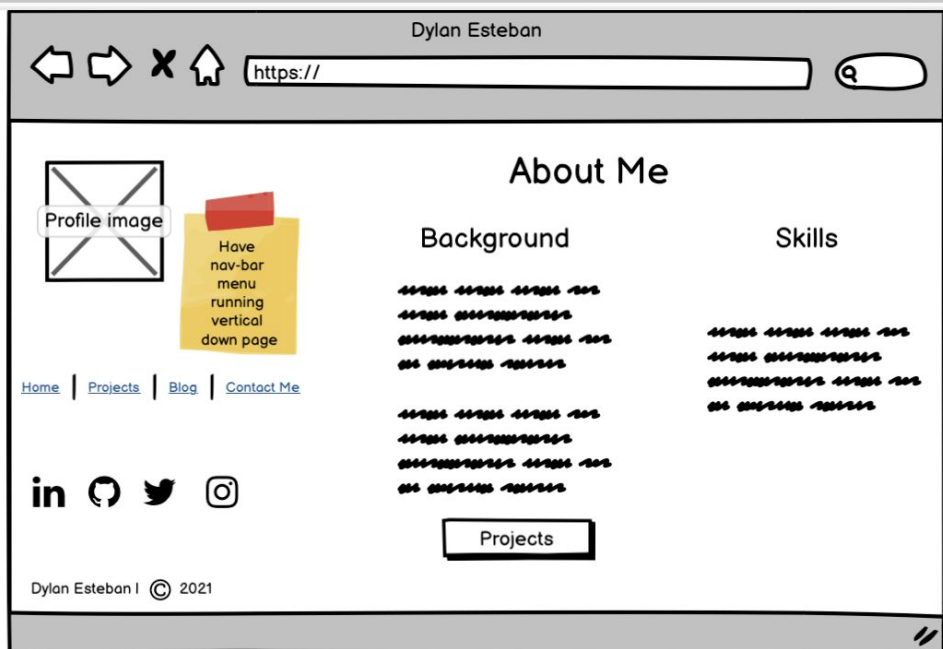 Dylan Esteban
https://
About Me
Profile image
Background
Skills
Have
nav-bar
menu
running
vertical
down page
Home | Projects | Blog | Contact Me
in
Projects
Dylan Esteban | © 2021